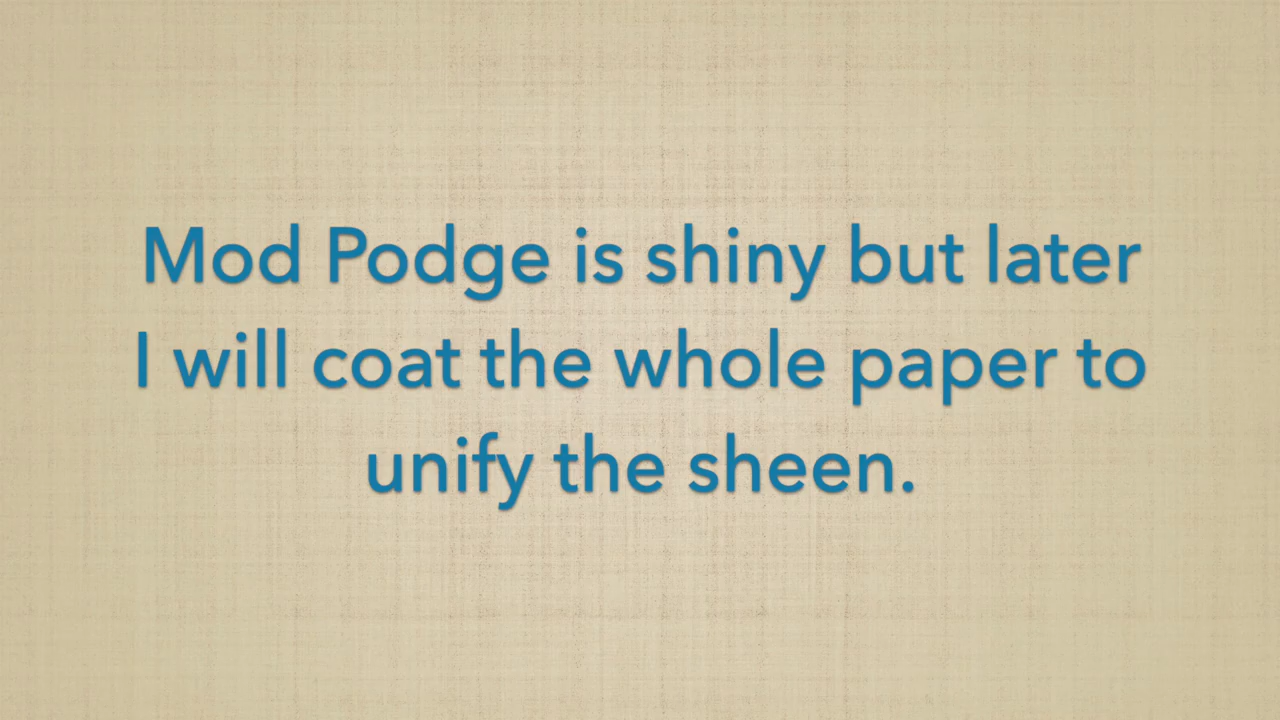 Mod Podge is shiny but later
I will coat the whole paper to
unify the sheen.